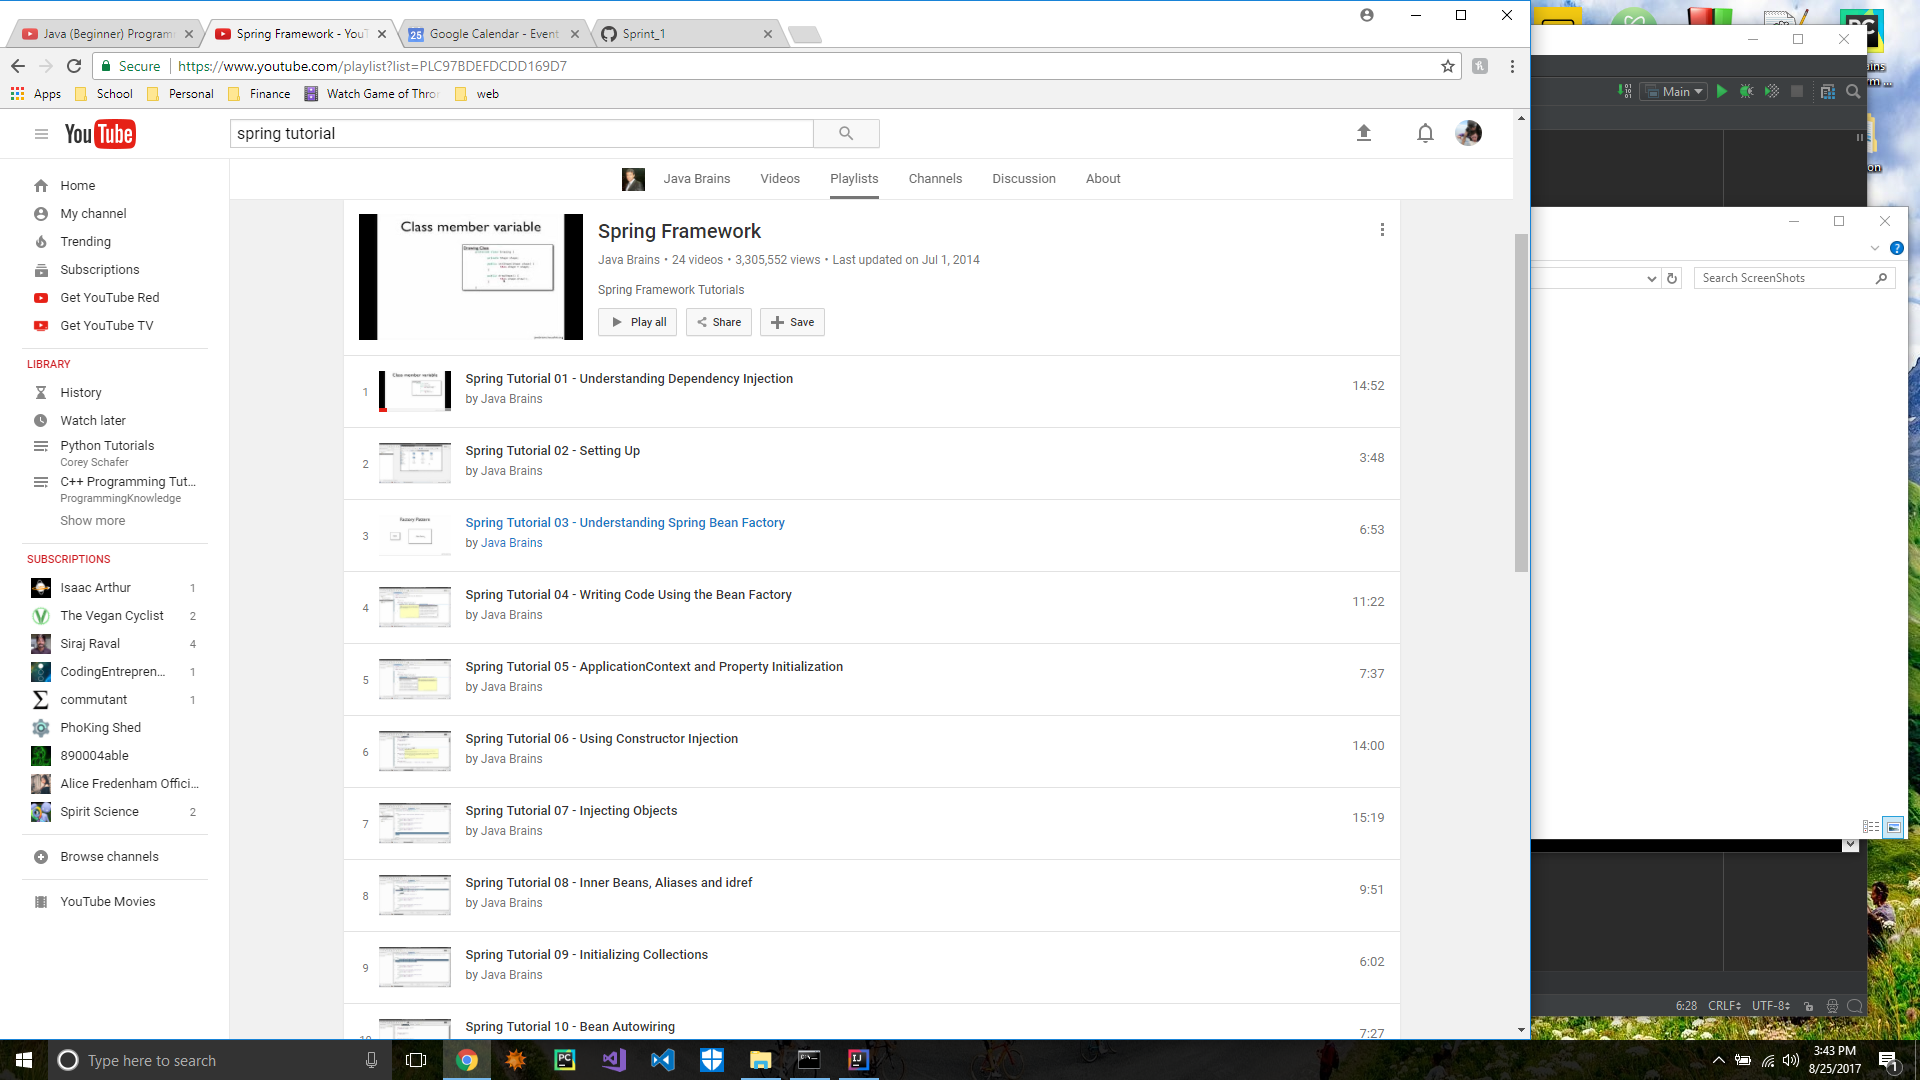 Java (Beginner) Program
Spring Framework - YouT
Google Calendar - Event
Sprint_1
Secure
https://www.youtube.com/playlist?list=PLC97BDEFDCDD169D7
Apps
School
Personal
Finance
Watch Game of Thro
web
YouTube
spring tutorial
Java Brains
Videos
Playlists
Channels
Discussion
About
Home
My channel
Trending
Subscriptions
Get YouTube Red
Get YouTube TV
LIBRARY
History
Watch later
Python Tutorials
Corey Schafer
C++ Programming Tut...
ProgrammingKnowledge
Show more
SUBSCRIPTIONS
Isaac Arthur 1
The Vegan Cyclist 2
Siraj Raval 4
CodingEntrepren... 1
commutant 1
PhoKing Shed
890004able
Alice Fredenham Offici...
Spirit Science 2
Browse channels
YouTube Movies
Class member variable
Spring Framework
Java Brains • 24 videos • 3,305,552 views • Last updated on Jul 1, 2014
Spring Framework Tutorials
Play all
Share
Save
1
Spring Tutorial 01 - Understanding Dependency Injection
by Java Brains
14:52
2
Spring Tutorial 02 - Setting Up
by Java Brains
3:48
3
Factory Pattern
Spring Tutorial 03 - Understanding Spring Bean Factory
by Java Brains
6:53
4
Spring Tutorial 04 - Writing Code Using the Bean Factory
by Java Brains
11:22
5
Spring Tutorial 05 - ApplicationContext and Property Initialization
by Java Brains
7:37
6
Spring Tutorial 06 - Using Constructor Injection
by Java Brains
14:00
7
Spring Tutorial 07 - Injecting Objects
by Java Brains
15:19
8
Spring Tutorial 08 - Inner Beans, Aliases and idref
by Java Brains
9:51
9
Spring Tutorial 09 - Initializing Collections
by Java Brains
6:02
Spring Tutorial 10 - Bean Autowiring
7:27
Main
Search ScreenShots
6:28 CRLF UTF-8
Type here to search
3:43 PM
8/25/2017
1